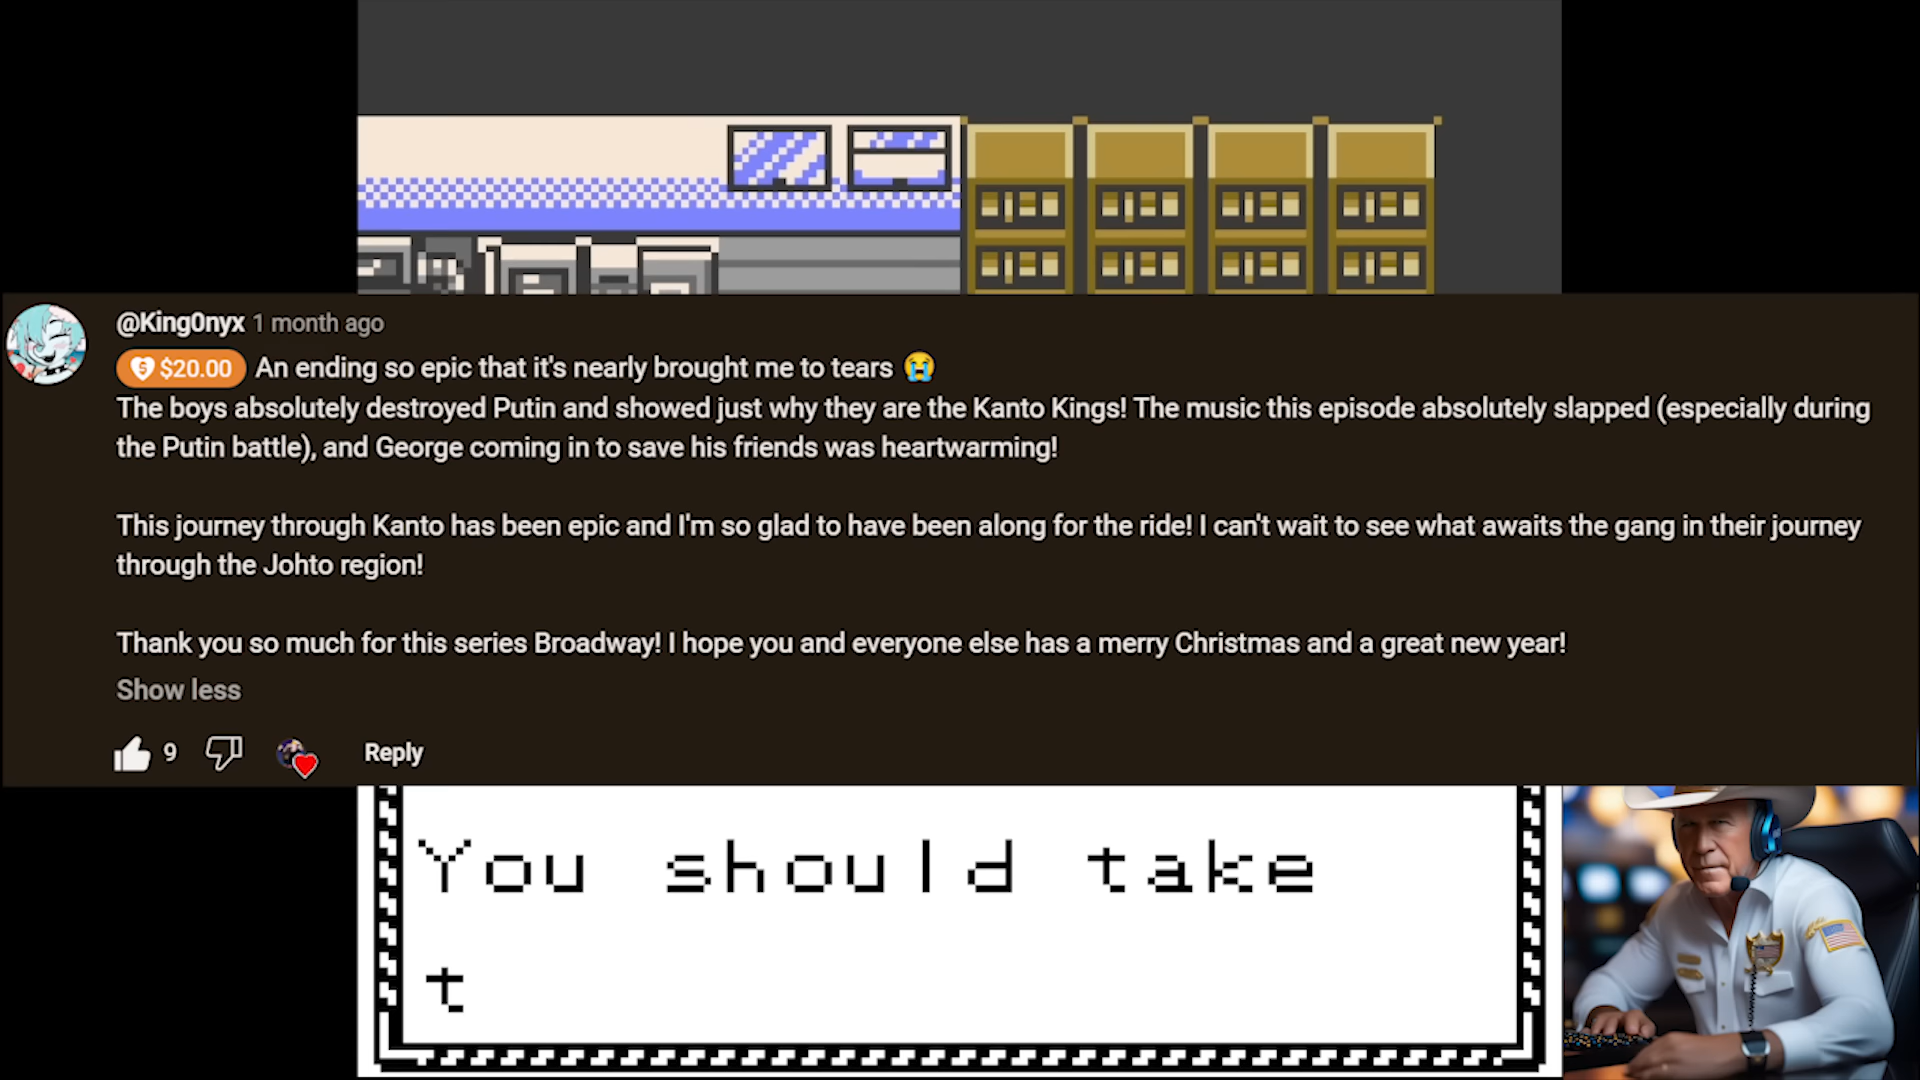 @King0nyx 1 month ago
$20.00 An ending so epic that it's nearly brought me to tears 😭
The boys absolutely destroyed Putin and showed just why they are the Kanto Kings! The music this episode absolutely slapped (especially during
the Putin battle), and George coming in to save his friends was heartwarming!
This journey through Kanto has been epic and I'm so glad to have been along for the ride! I can't wait to see what awaits the gang in their journey
through the Johto region!
Thank you so much for this series Broadway! I hope you and everyone else has a merry Christmas and a great new year!
Show less
9 Reply
You should take
t